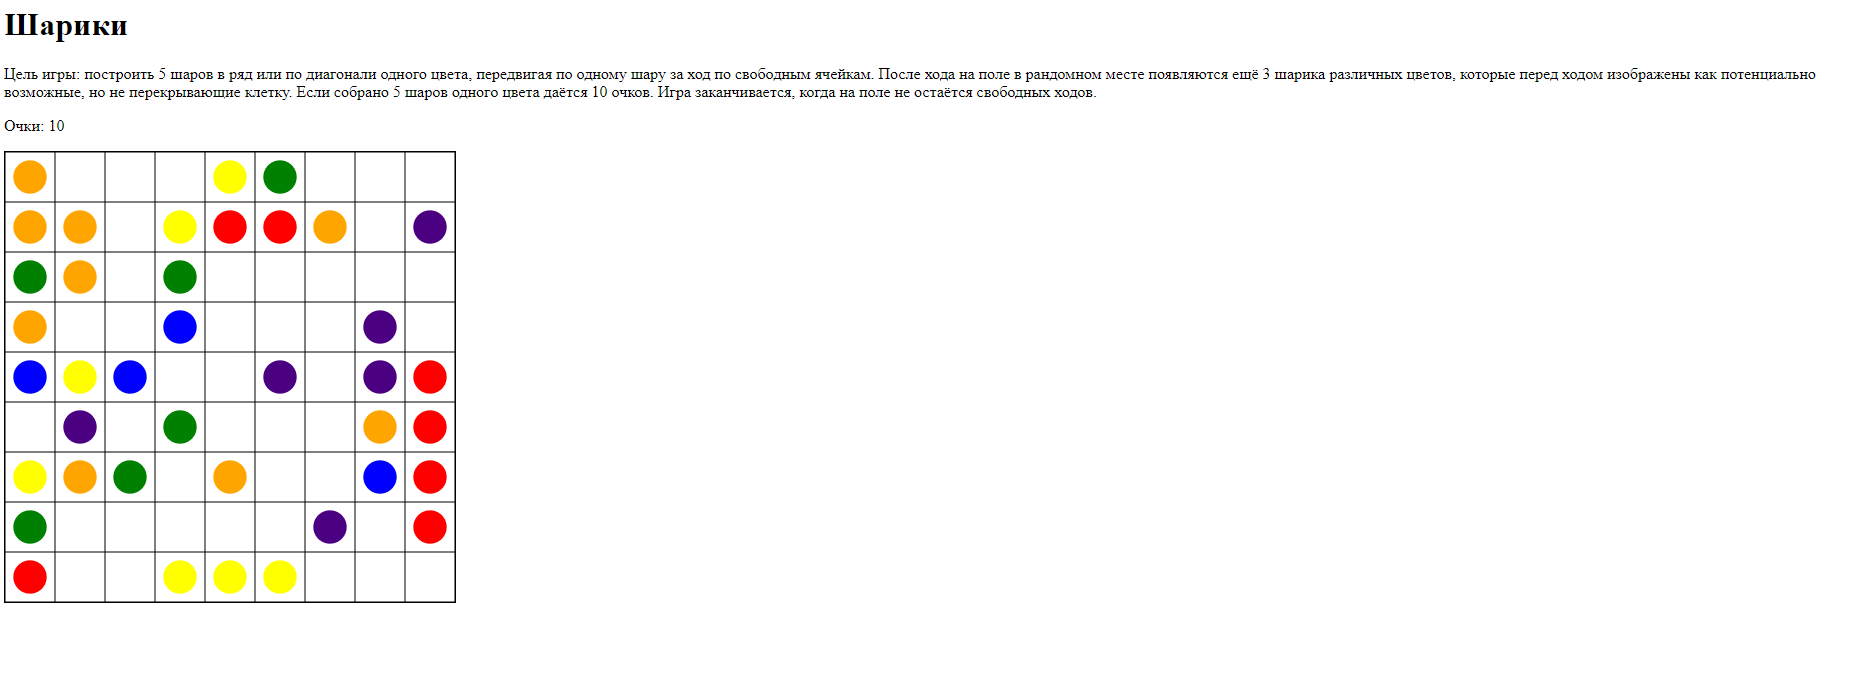 Шарики
Цель игры: построить 5 шаров в ряд или по диагонали одного цвета, передвигая по одному шару за ход по свободным ячейкам. После хода на поле в рандомном месте появляются ещё 3 шарика различных цветов, которые перед ходом изображены как потенциально
возможные, но не перекрывающие клетку. Если собрано 5 шаров одного цвета даётся 10 очков. Игра заканчивается, когда на поле не остаётся свободных ходов.
Очки: 10